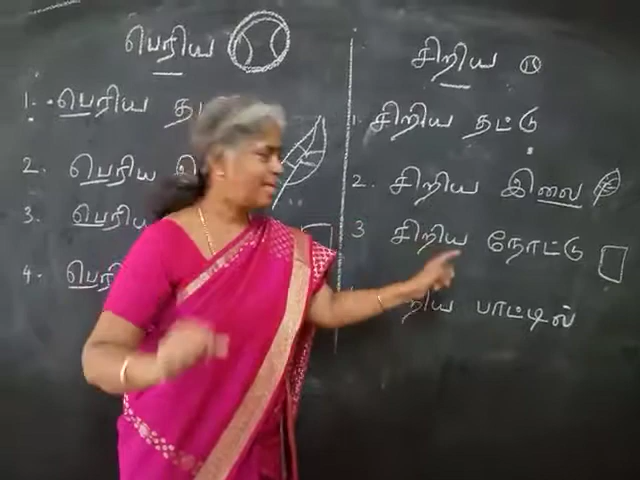 பெரிய
1. பெரிய
2. பெரிய
3. பெரிய
4.
சிறிய
1. சிறிய தட்டு
2. சிறிய இலை
3 சிறிய நோட்டு
பாட்டில்